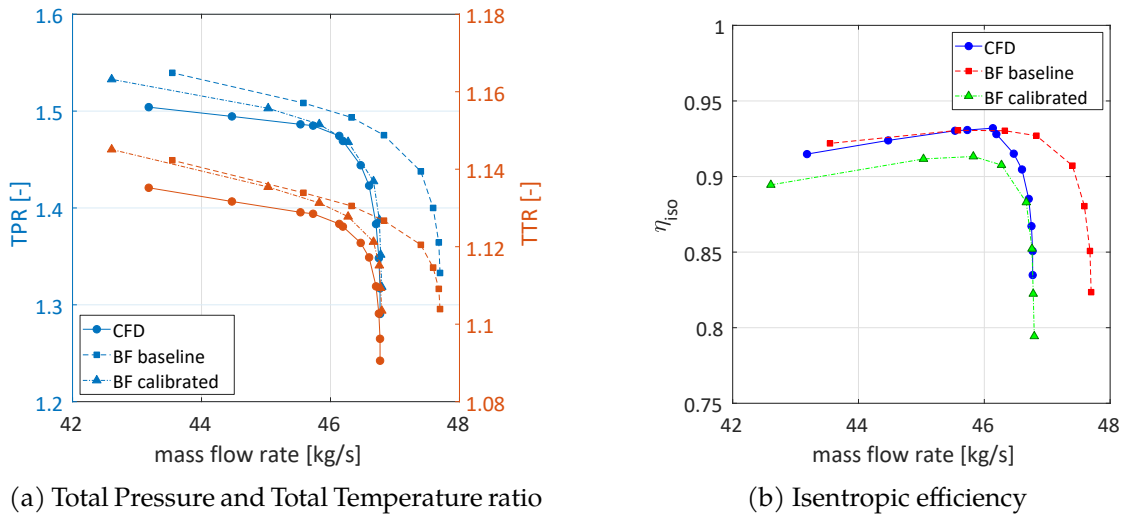 1.6
1.5
1.4
1.3
1.2
TPR [-]
1.18
1.16
1.14
1.12
1.1
1.08
TTR [-]
CFD
BF baseline
BF calibrated
42
44
46
48
mass flow rate [kg/s]
(a) Total Pressure and Total Temperature ratio
1
0.95
0.9
0.85
0.8
0.75
η_iso
CFD
BF baseline
BF calibrated
42
44
46
48
mass flow rate [kg/s]
(b) Isentropic efficiency